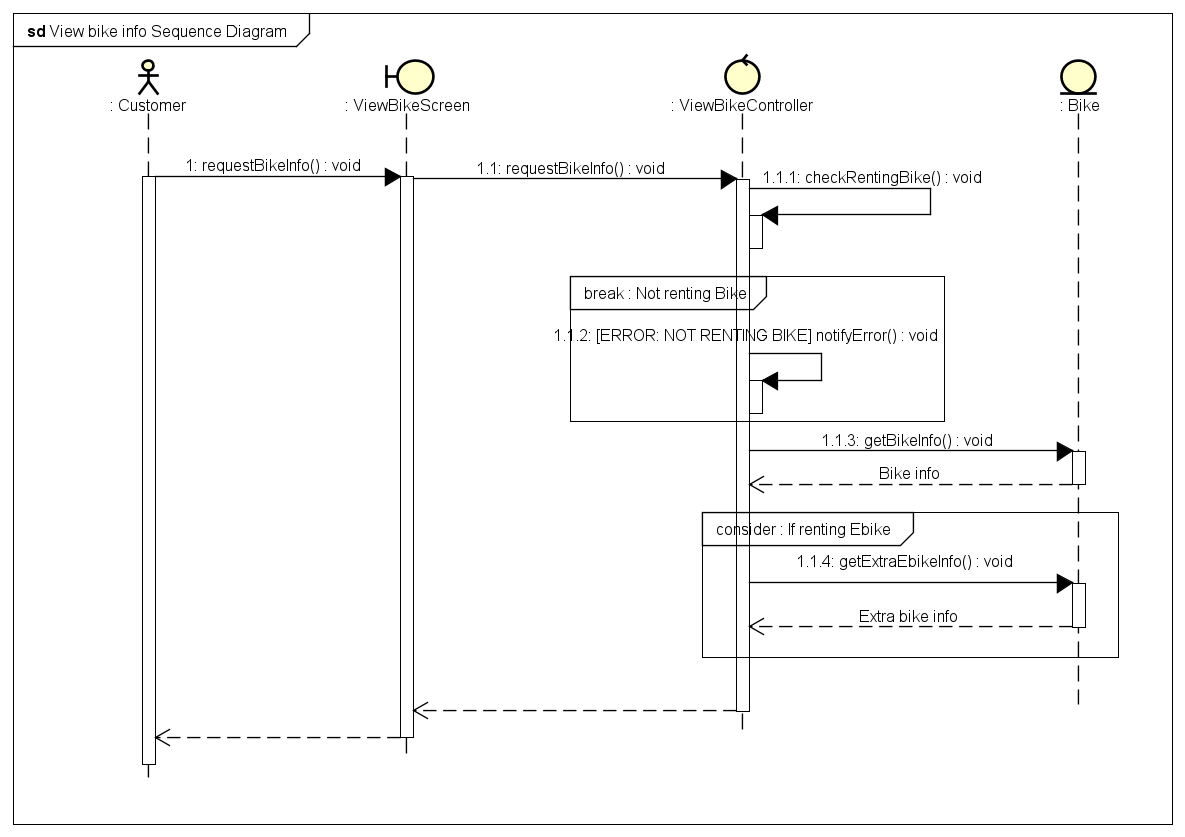 sd View bike info Sequence Diagram
: Customer
: ViewBikeScreen
: ViewBikeController
: Bike
1: requestBikeInfo() : void
1.1: requestBikeInfo() : void
1.1.1: checkRentingBike() : void
break : Not renting Bike
1.1.2: [ERROR: NOT RENTING BIKE] notifyError() : void
1.1.3: getBikeInfo() : void
Bike info
consider : If renting Ebike
1.1.4: getExtraEbikeInfo() : void
Extra bike info